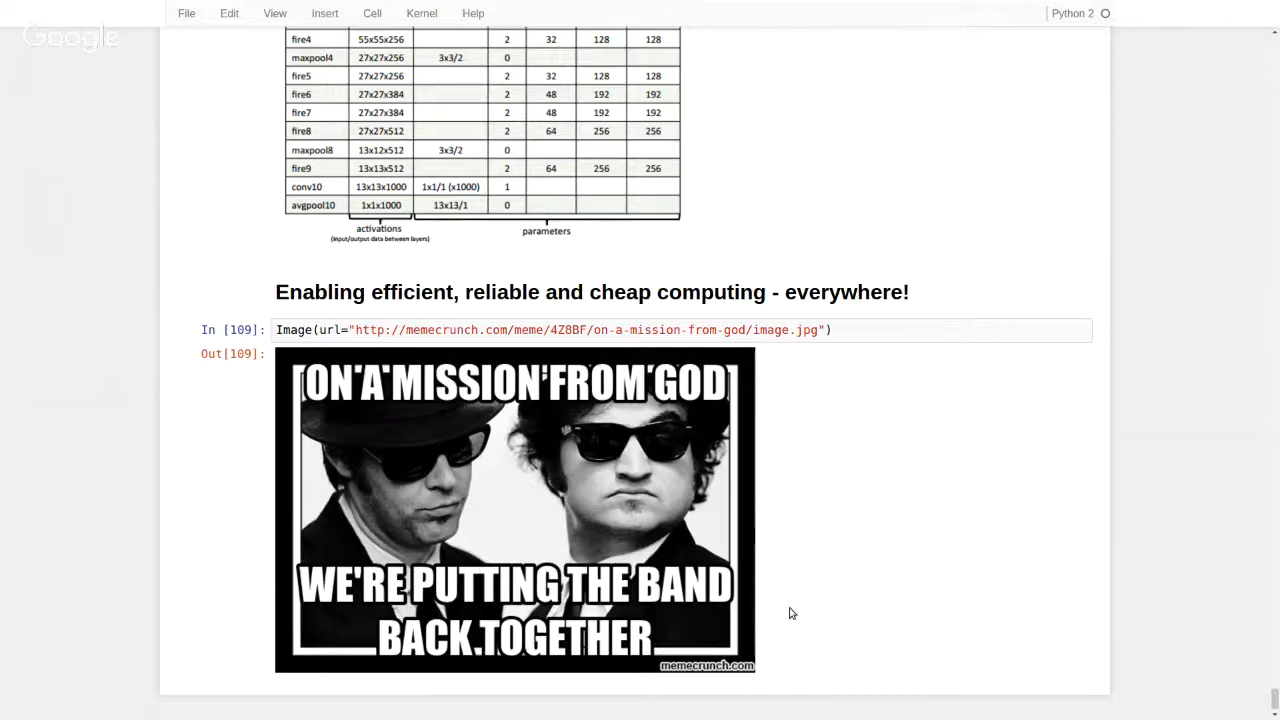 Google
File Edit View Insert Cell Kernel Help Python 2
fire4 55x55x256 2 32 128 128
maxpool4 27x27x256 3x3/2 0
fire5 27x27x256 2 32 128 128
fire6 27x27x384 2 48 192 192
fire7 27x27x384 2 48 192 192
fire8 27x27x512 2 64 256 256
maxpool8 13x12x512 3x3/2 0
fire9 13x13x512 2 64 256 256
conv10 13x13x1000 1x1/1 (x1000) 1
avgpool10 1x1x1000 13x13/1 0
activations parameters
(input/output data between layers)
Enabling efficient, reliable and cheap computing - everywhere!
In [109]: Image(url="http://memecrunch.com/meme/4Z8BF/on-a-mission-from-god/image.jpg")
Out[109]:
ON A MISSION FROM GOD
WE'RE PUTTING THE BAND
BACK TOGETHER
memecrunch.com